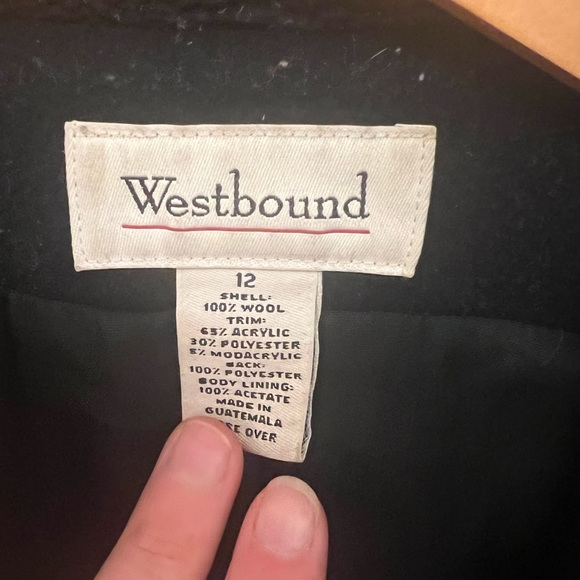 Westbound
12
SHELL:
100% WOOL
TRIM:
65% ACRYLIC
30% POLYESTER
5% MODACRYLIC
BACK:
100% POLYESTER
BODY LINING:
100% ACETATE
MADE IN
GUATEMALA
OVER